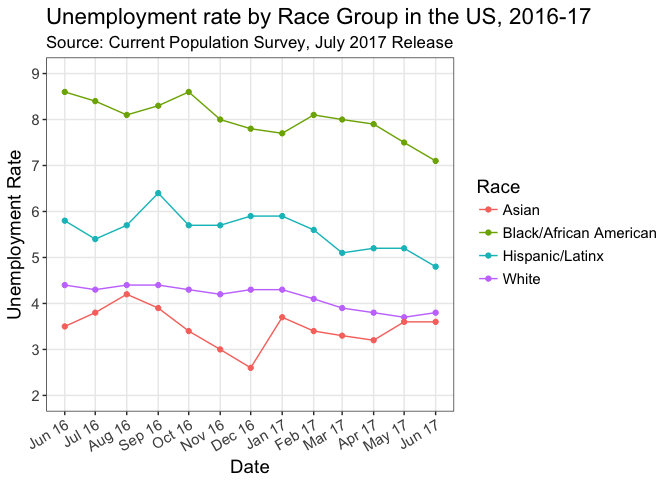 Unemployment rate by Race Group in the US, 2016-17
Source: Current Population Survey, July 2017 Release
Unemployment Rate
9
8
7
6
5
4
3
2
Jun 16
Jul 16
Aug 16
Sep 16
Oct 16
Nov 16
Dec 16
Jan 17
Feb 17
Mar 17
Apr 17
May 17
Jun 17
Date
Race
Asian
Black/African American
Hispanic/Latinx
White